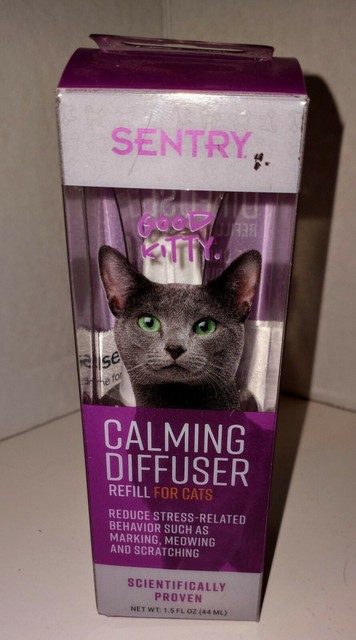 SENTRY.
GOOD
KITTY.
CALMING
DIFFUSER
REFILL FOR CATS
REDUCE STRESS-RELATED
BEHAVIOR SUCH AS
MARKING, MEOWING
AND SCRATCHING
SCIENTIFICALLY
PROVEN
NET WT: 1.5 FL OZ (44 ML)